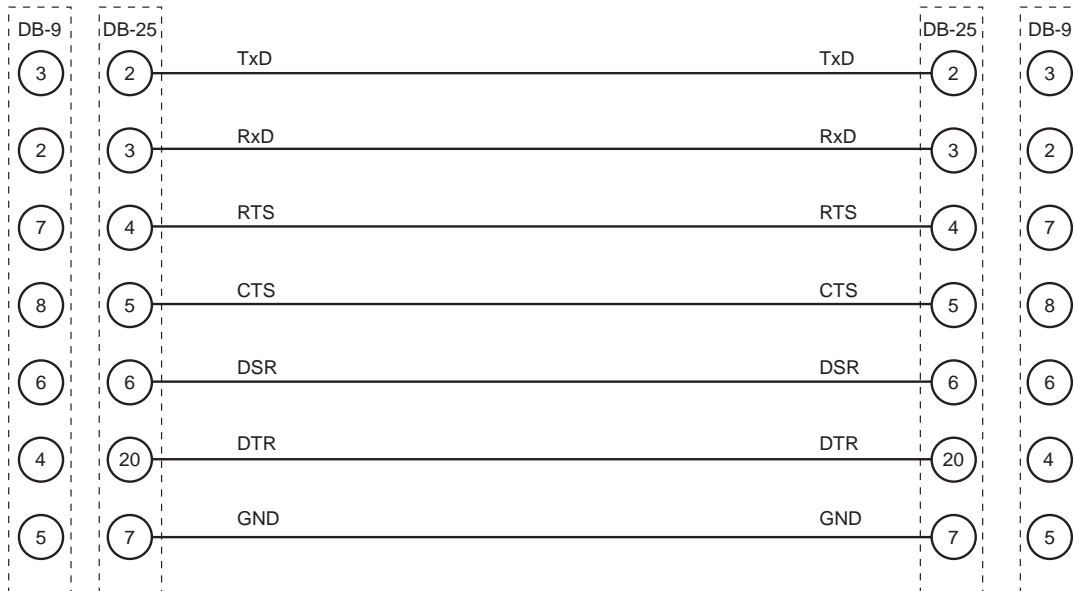 DB-9 DB-25 DB-25 DB-9
TxD TxD
3 2 2 3
RxD RxD
2 3 3 2
RTS RTS
7 4 4 7
CTS CTS
8 5 5 8
DSR DSR
6 6 6 6
DTR DTR
4 20 20 4
GND GND
5 7 7 5